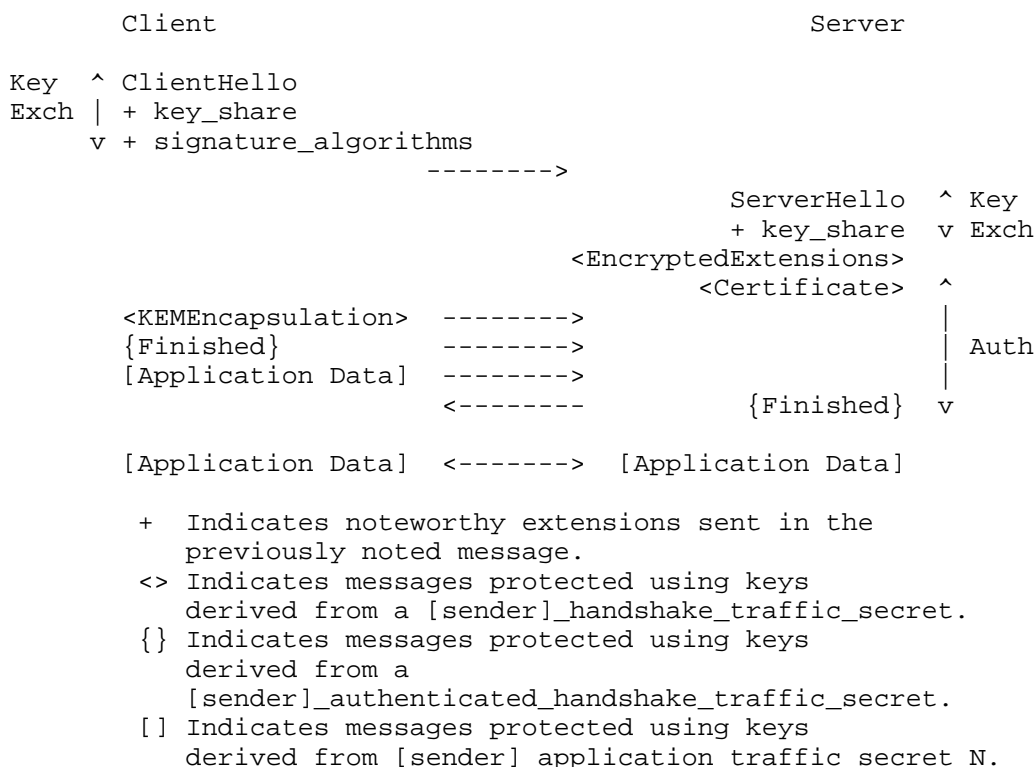 Client                                     Server

Key  ^ ClientHello
Exch | + key_share
     v + signature_algorithms
                         -------->
                                             ServerHello  ^ Key
                                             + key_share  v Exch
                                   <EncryptedExtensions>
                                           <Certificate>  ^
       <KEMEncapsulation>  -------->                      |
       {Finished}          -------->                      | Auth
       [Application Data]  -------->                      |
                           <--------          {Finished}  v

       [Application Data]  <------->  [Application Data]

        +  Indicates noteworthy extensions sent in the
           previously noted message.
        <> Indicates messages protected using keys
           derived from a [sender]_handshake_traffic_secret.
        {} Indicates messages protected using keys
           derived from a
           [sender]_authenticated_handshake_traffic_secret.
        [] Indicates messages protected using keys
           derived from [sender] application traffic secret N.